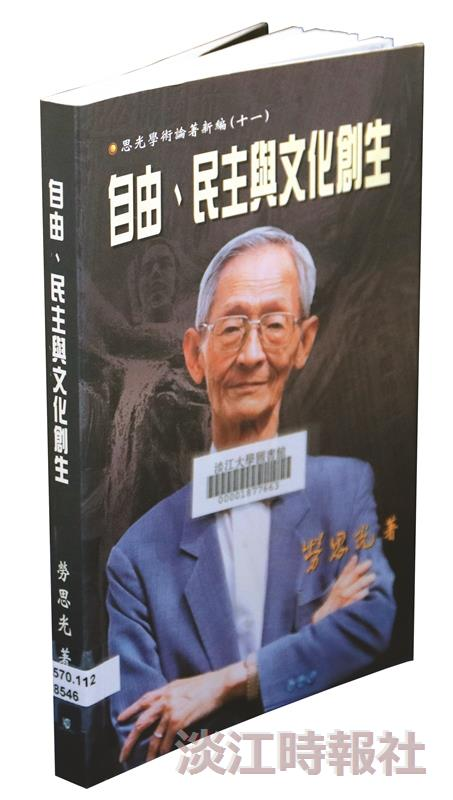 思光學術論著新編(十一)
自由、民主與文化創生
淡江大學圖書館
00001877663
勞思光著
自由、民主與文化創生
勞思光著
570.112
8546
淡江時報社